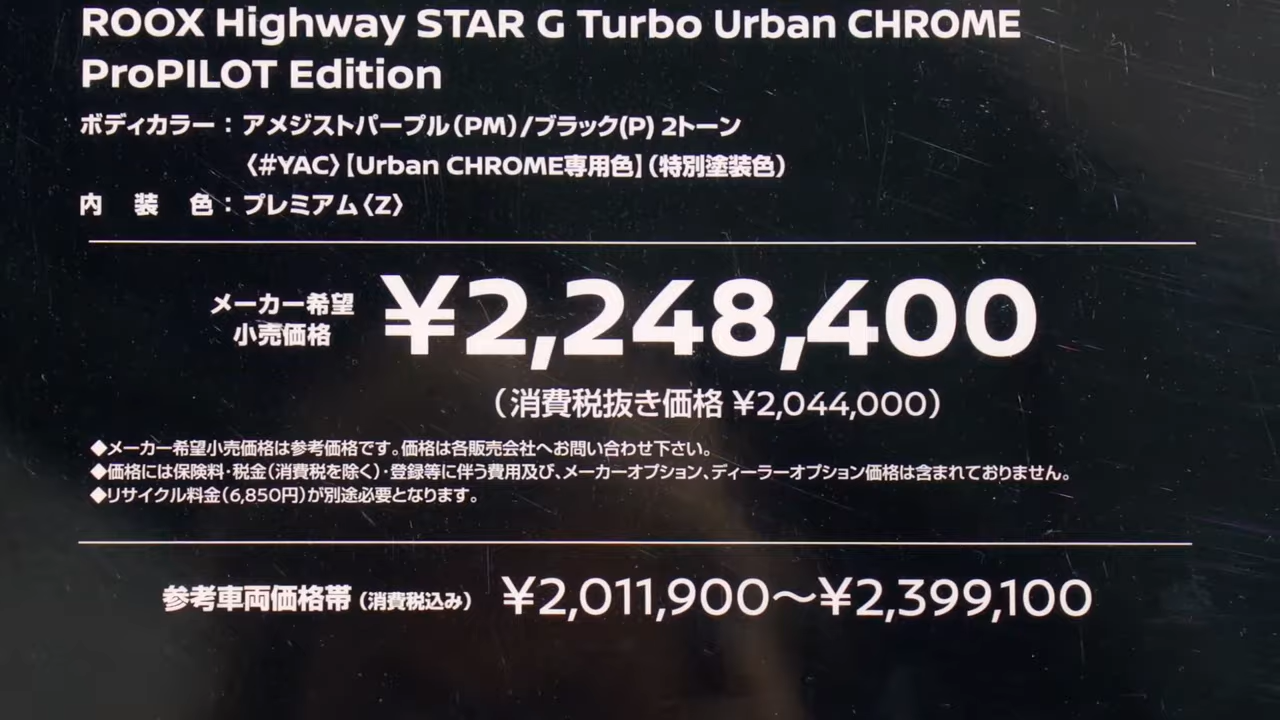 ROOX Highway STAR G Turbo Urban CHROME
ProPILOT Edition
ボディカラー：アメジストパープル（PM）/ブラック(P) 2トーン
〈#YAC〉【Urban CHROME専用色】（特別塗装色）
内 装 色：プレミアム〈Z〉
メーカー希望
小売価格
¥2,248,400
（消費税抜き価格 ¥2,044,000）
◆メーカー希望小売価格は参考価格です。価格は各販売会社へお問い合わせ下さい。
◆価格には保険料・税金（消費税を除く）・登録等に伴う費用及び、メーカーオプション、ディーラーオプション価格は含まれておりません。
◆リサイクル料金（6,850円）が別途必要となります。
参考車両価格帯（消費税込み） ¥2,011,900～¥2,399,100